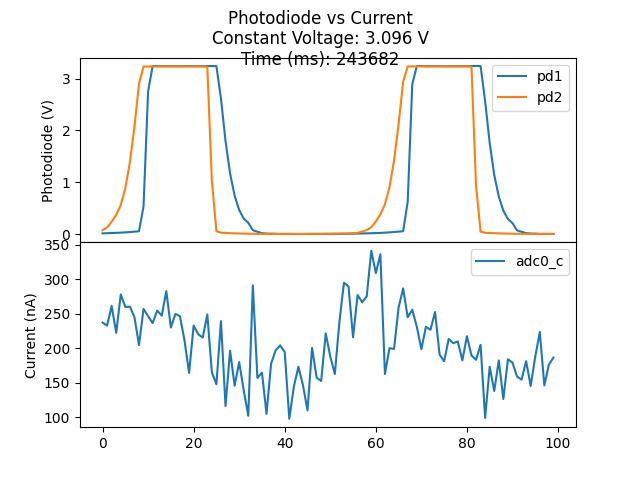 Photodiode vs Current
Constant Voltage: 3.096 V
Time (ms): 243682
Photodiode (V)
3
2
1
0
pd1
pd2
Current (nA)
350
300
250
200
150
100
adc0_c
0 20 40 60 80 100